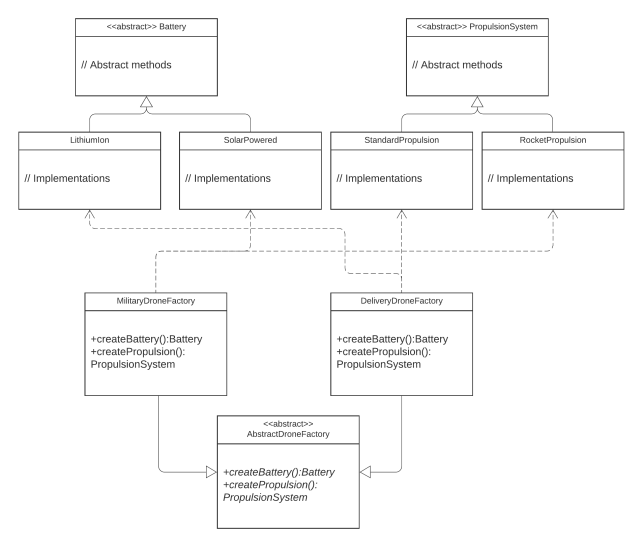 <<abstract>> Battery
// Abstract methods
<<abstract>> PropulsionSystem
// Abstract methods
LithiumIon
// Implementations
SolarPowered
// Implementations
StandardPropulsion
// Implementations
RocketPropulsion
// Implementations
MilitaryDroneFactory
+createBattery():Battery
+createPropulsion():
PropulsionSystem
DeliveryDroneFactory
+createBattery():Battery
+createPropulsion():
PropulsionSystem
<<abstract>>
AbstractDroneFactory
+createBattery():Battery
+createPropulsion():
PropulsionSystem